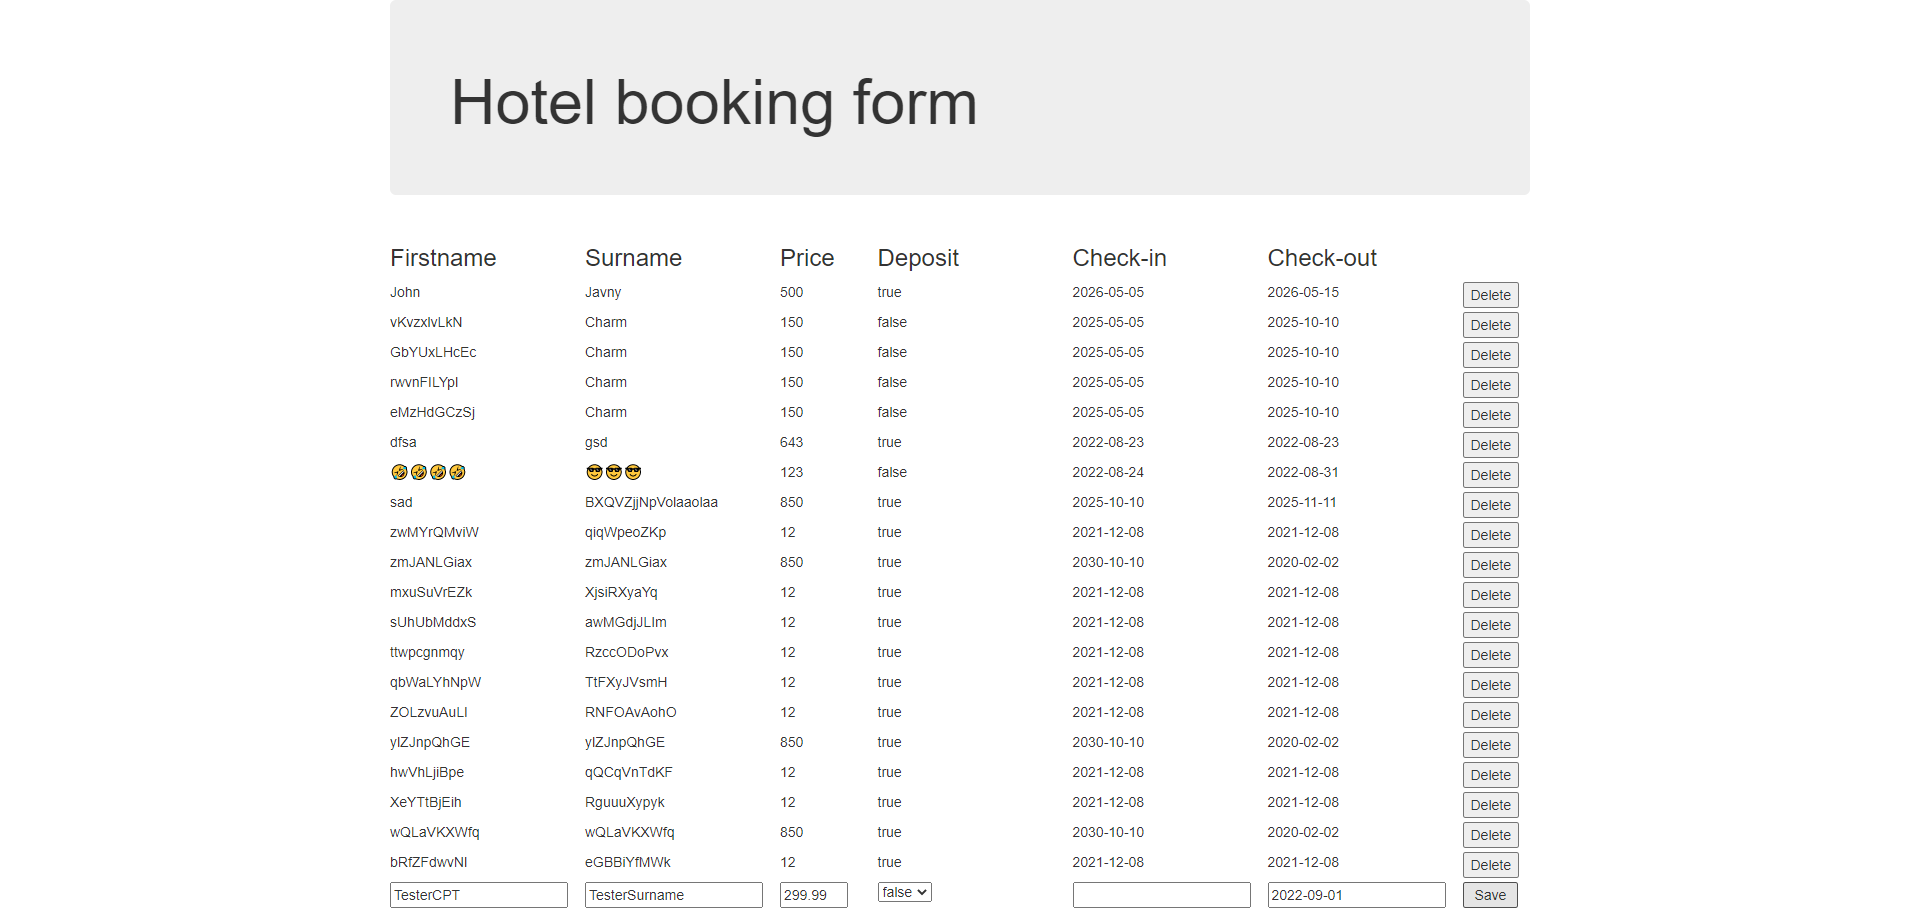 Hotel booking form
Firstname Surname Price Deposit Check-in Check-out
John Javny 500 true 2026-05-05 2026-05-15 Delete
vKvzxlvLkN Charm 150 false 2025-05-05 2025-10-10 Delete
GbYUxLHcEc Charm 150 false 2025-05-05 2025-10-10 Delete
rwvnFILYpI Charm 150 false 2025-05-05 2025-10-10 Delete
eMzHdGCzSj Charm 150 false 2025-05-05 2025-10-10 Delete
dfsa gsd 643 true 2022-08-23 2022-08-23 Delete
🤣🤣🤣🤣 😎😎😎 123 false 2022-08-24 2022-08-31 Delete
sad BXQVZjjNpVolaaolaa 850 true 2025-10-10 2025-11-11 Delete
zwMYrQMviW qiqWpeoZKp 12 true 2021-12-08 2021-12-08 Delete
zmJANLGiax zmJANLGiax 850 true 2030-10-10 2020-02-02 Delete
mxuSuVrEZk XjsiRXyaYq 12 true 2021-12-08 2021-12-08 Delete
sUhUbMddxS awMGdjJLIm 12 true 2021-12-08 2021-12-08 Delete
ttwpcgnmqy RzccODoPvx 12 true 2021-12-08 2021-12-08 Delete
qbWaLYhNpW TtFXyJVsmH 12 true 2021-12-08 2021-12-08 Delete
ZOLzvuAuLI RNFOAvAohO 12 true 2021-12-08 2021-12-08 Delete
yIZJnpQhGE yIZJnpQhGE 850 true 2030-10-10 2020-02-02 Delete
hwVhLjiBpe qQCqVnTdKF 12 true 2021-12-08 2021-12-08 Delete
XeYTtBjEih RguuuXypyk 12 true 2021-12-08 2021-12-08 Delete
wQLaVKXWfq wQLaVKXWfq 850 true 2030-10-10 2020-02-02 Delete
bRfZFdwvNI eGBBiYfMWk 12 true 2021-12-08 2021-12-08 Delete
TesterCPT TesterSurname 299.99 false 2022-09-01 Save